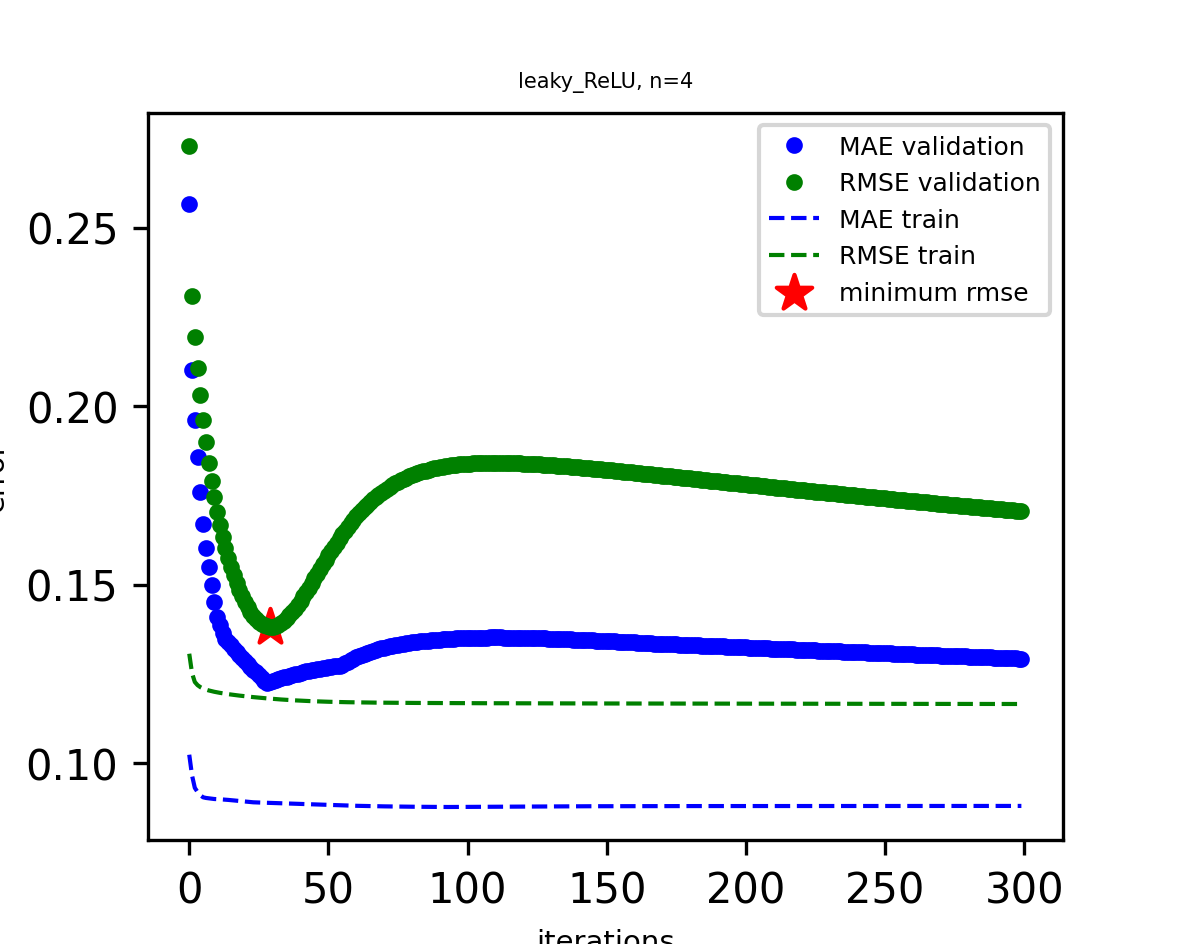 leaky_ReLU, n=4
MAE validation
RMSE validation
MAE train
RMSE train
minimum rmse
0.25
0.20
0.15
0.10
error
0 50 100 150 200 250 300
iterations